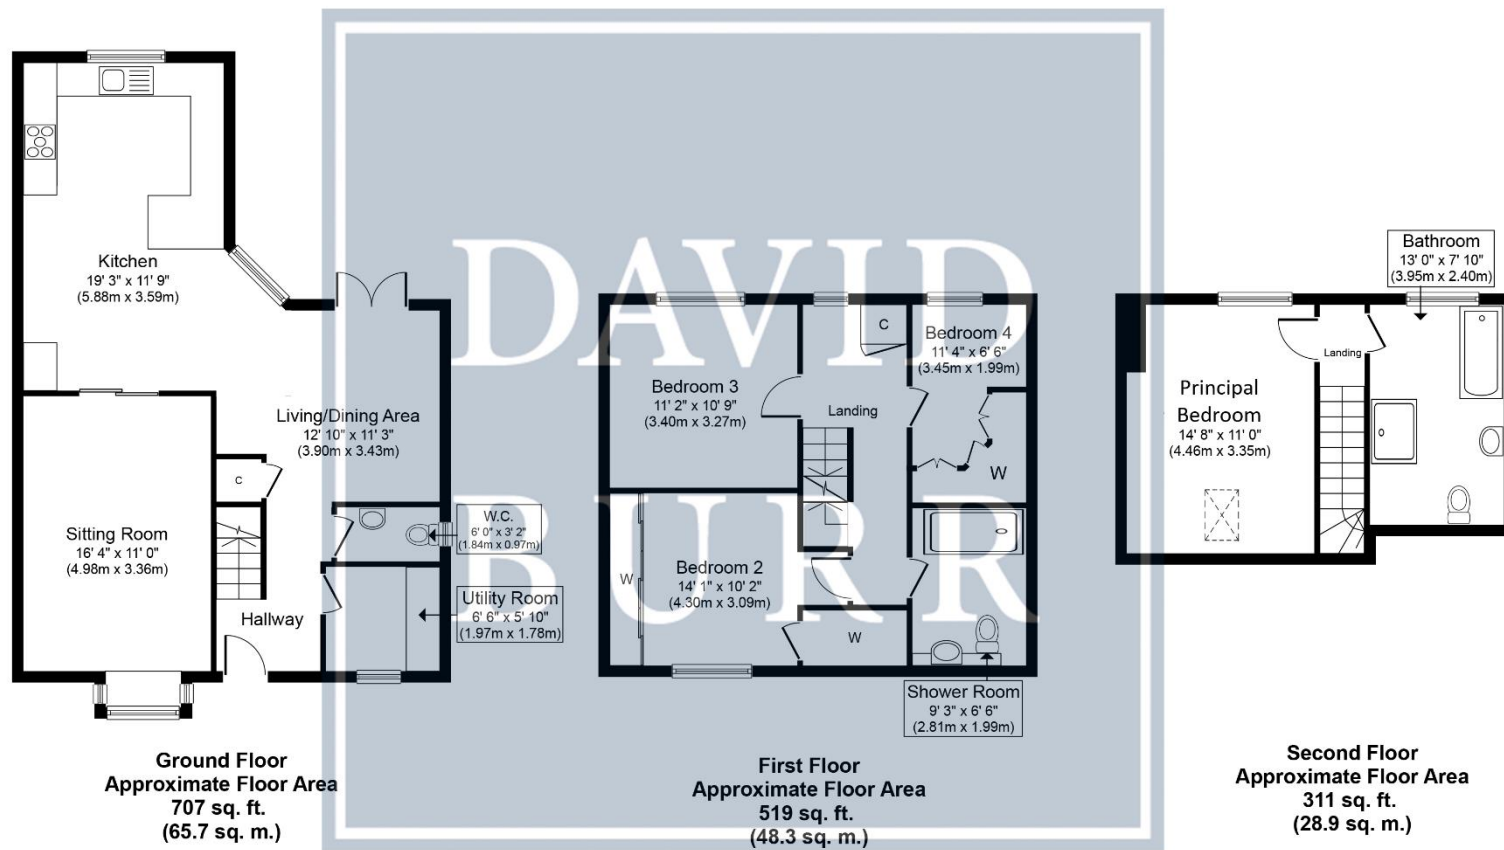 DAVID
BURR
Kitchen
19' 3" x 11' 9"
(5.88m x 3.59m)
Living/Dining Area
12' 10" x 11' 3"
(3.90m x 3.43m)
C
Sitting Room
16' 4" x 11' 0"
(4.98m x 3.36m)
W.C.
6' 0" x 3' 2"
(1.84m x 0.97m)
Utility Room
6' 6" x 5' 10"
(1.97m x 1.78m)
Hallway
Ground Floor
Approximate Floor Area
707 sq. ft.
(65.7 sq. m.)
C
Bedroom 4
11' 4" x 6' 6"
(3.45m x 1.99m)
Bedroom 3
11' 2" x 10' 9"
(3.40m x 3.27m)
Landing
W
Bedroom 2
14' 1" x 10' 2"
(4.30m x 3.09m)
W
W
Shower Room
9' 3" x 6' 6"
(2.81m x 1.99m)
First Floor
Approximate Floor Area
519 sq. ft.
(48.3 sq. m.)
Bathroom
13' 0" x 7' 10"
(3.95m x 2.40m)
Landing
Principal
Bedroom
14' 8" x 11' 0"
(4.46m x 3.35m)
Second Floor
Approximate Floor Area
311 sq. ft.
(28.9 sq. m.)